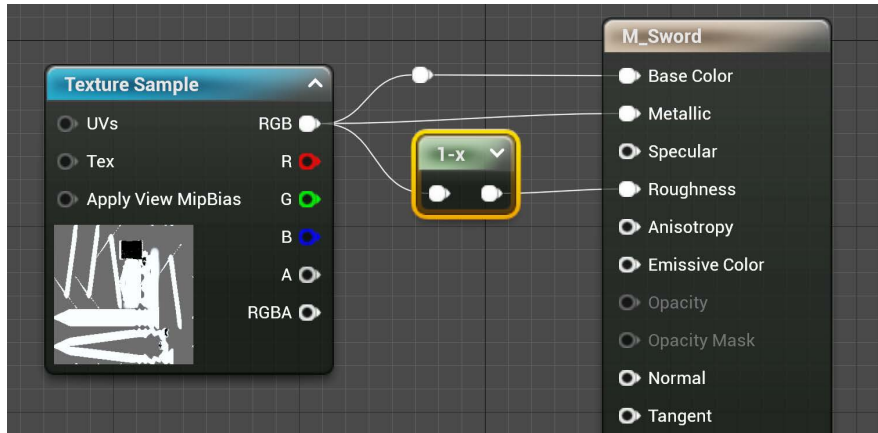 Texture Sample
UVs
RGB
Tex
R
Apply View MipBias
G
B
A
RGBA
1-x
M_Sword
Base Color
Metallic
Specular
Roughness
Anisotropy
Emissive Color
Opacity
Opacity Mask
Normal
Tangent